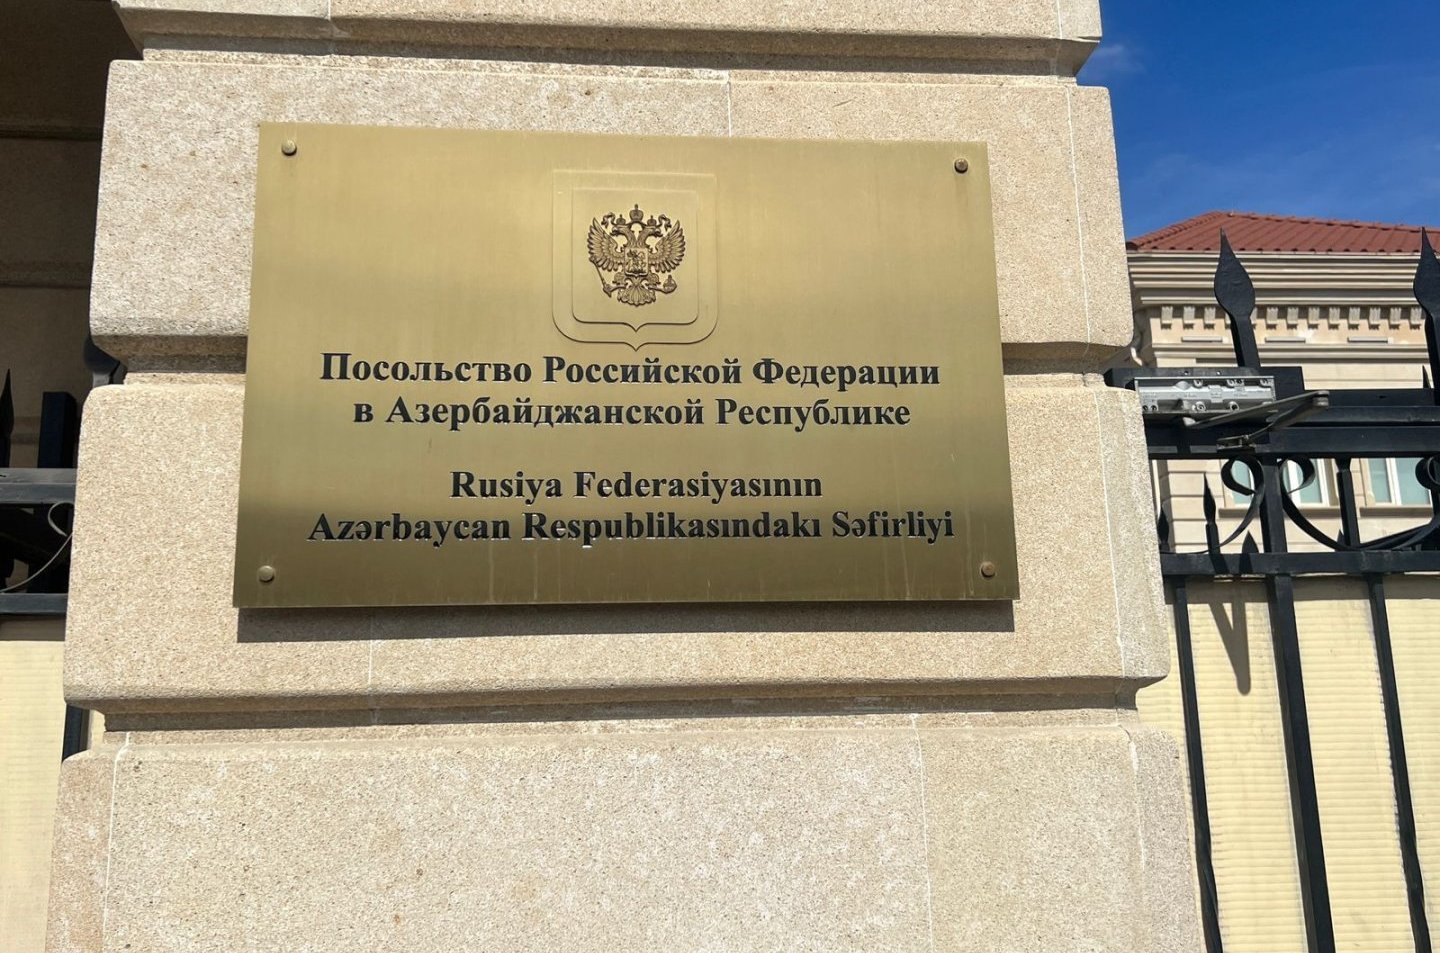 Посольство Российской Федерации
в Азербайджанской Республике
Rusiya Federasiyasının
Azərbaycan Respublikasındakı Səfirliyi